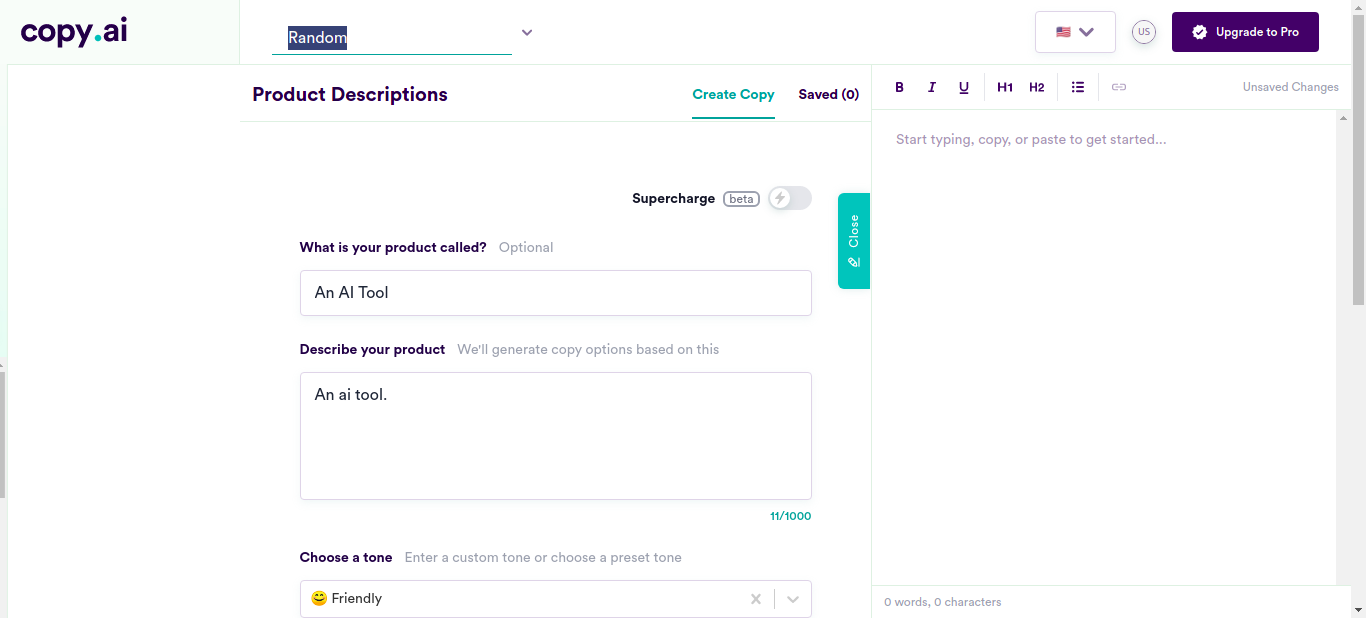 copy.ai
Random
US
Upgrade to Pro
Product Descriptions
Create Copy
Saved (0)
B I U H1 H2
Unsaved Changes
Start typing, copy, or paste to get started...
Supercharge beta
Close
What is your product called? Optional
An AI Tool
Describe your product We'll generate copy options based on this
An ai tool.
11/1000
Choose a tone Enter a custom tone or choose a preset tone
😊 Friendly
0 words, 0 characters